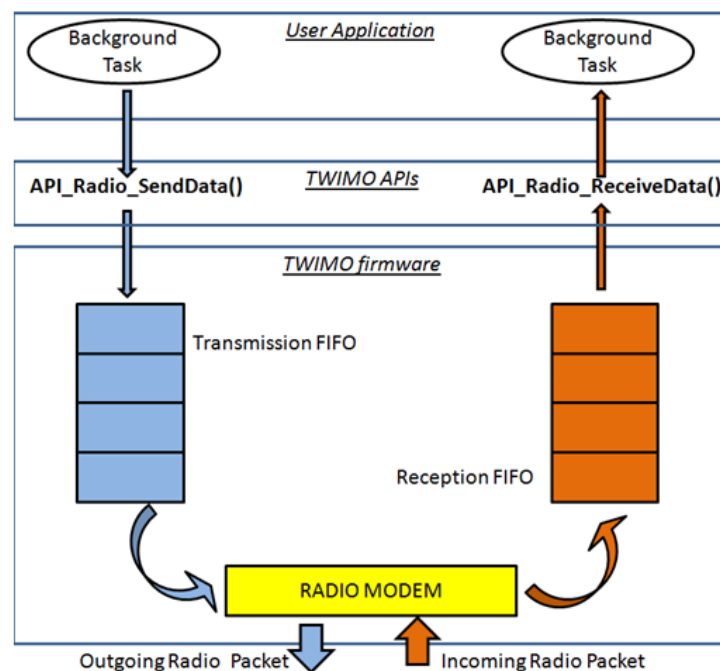 User Application
Background
Task
Background
Task
TWIMO APIs
API_Radio_SendData()
API_Radio_ReceiveData()
TWIMO firmware
Transmission FIFO
Reception FIFO
RADIO MODEM
Outgoing Radio Packet
Incoming Radio Packet